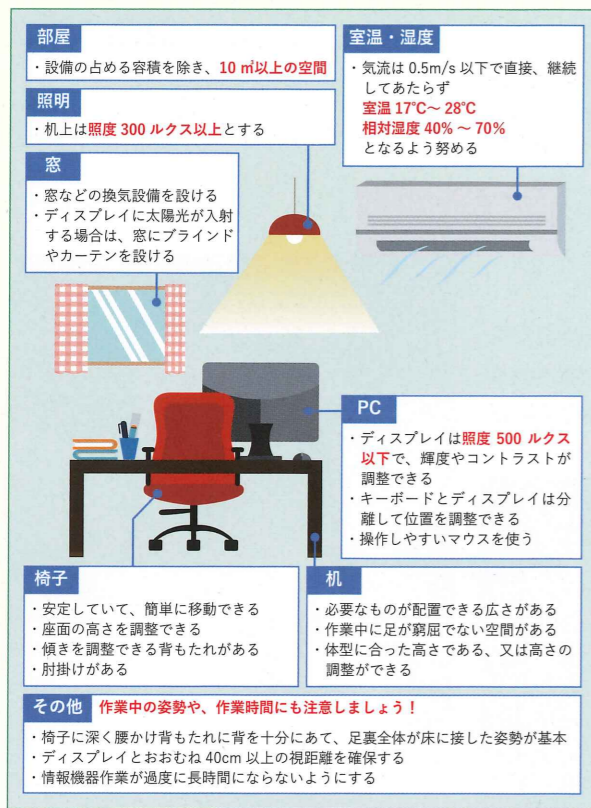 部屋
・設備の占める容積を除き、10 ㎥以上の空間
照明
・机上は照度 300 ルクス以上とする
窓
・窓などの換気設備を設ける
・ディスプレイに太陽光が入射
する場合は、窓にブラインド
やカーテンを設ける
室温・湿度
・気流は 0.5m/s 以下で直接、継続
してあたらず
室温 17℃～ 28℃
相対湿度 40% ～ 70%
となるよう努める
PC
・ディスプレイは照度 500 ルクス
以下で、輝度やコントラストが
調整できる
・キーボードとディスプレイは分
離して位置を調整できる
・操作しやすいマウスを使う
椅子
・安定していて、簡単に移動できる
・座面の高さを調整できる
・傾きを調整できる背もたれがある
・肘掛けがある
机
・必要なものが配置できる広さがある
・作業中に足が窮屈でない空間がある
・体型に合った高さである、又は高さの
調整ができる
その他 作業中の姿勢や、作業時間にも注意しましょう！
・椅子に深く腰かけ背もたれに背を十分にあて、足裏全体が床に接した姿勢が基本
・ディスプレイとおおむね 40cm 以上の視距離を確保する
・情報機器作業が過度に長時間にならないようにする